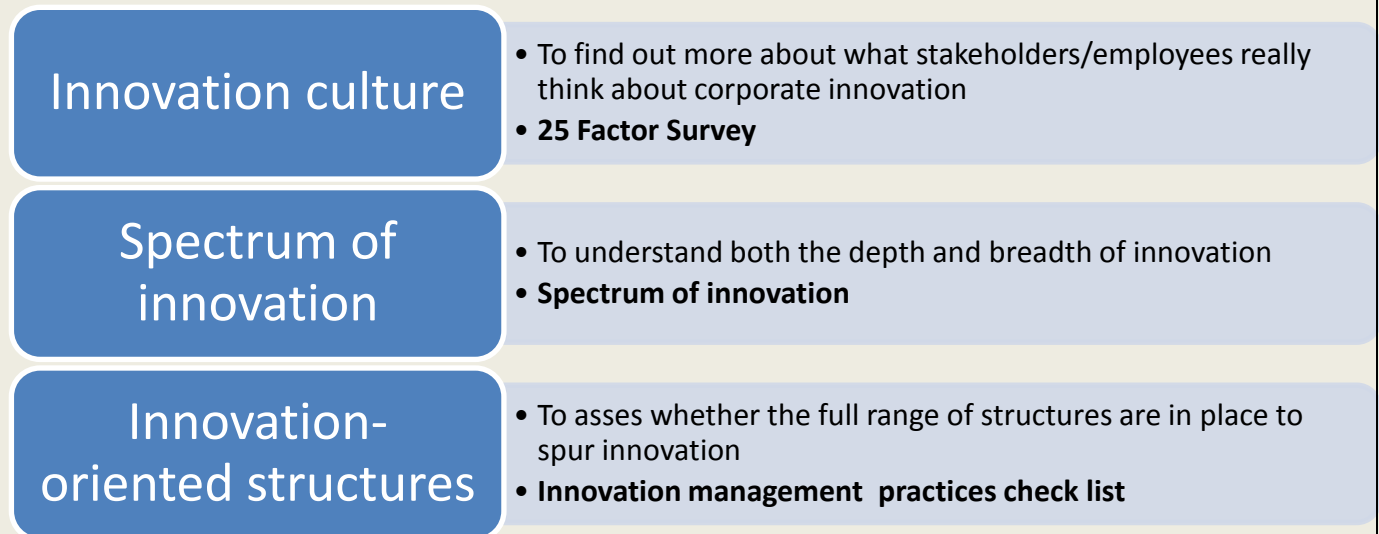 Innovation culture
• To find out more about what stakeholders/employees really
think about corporate innovation
• 25 Factor Survey
Spectrum of
innovation
• To understand both the depth and breadth of innovation
• Spectrum of innovation
Innovation-
oriented structures
• To asses whether the full range of structures are in place to
spur innovation
• Innovation management  practices check list